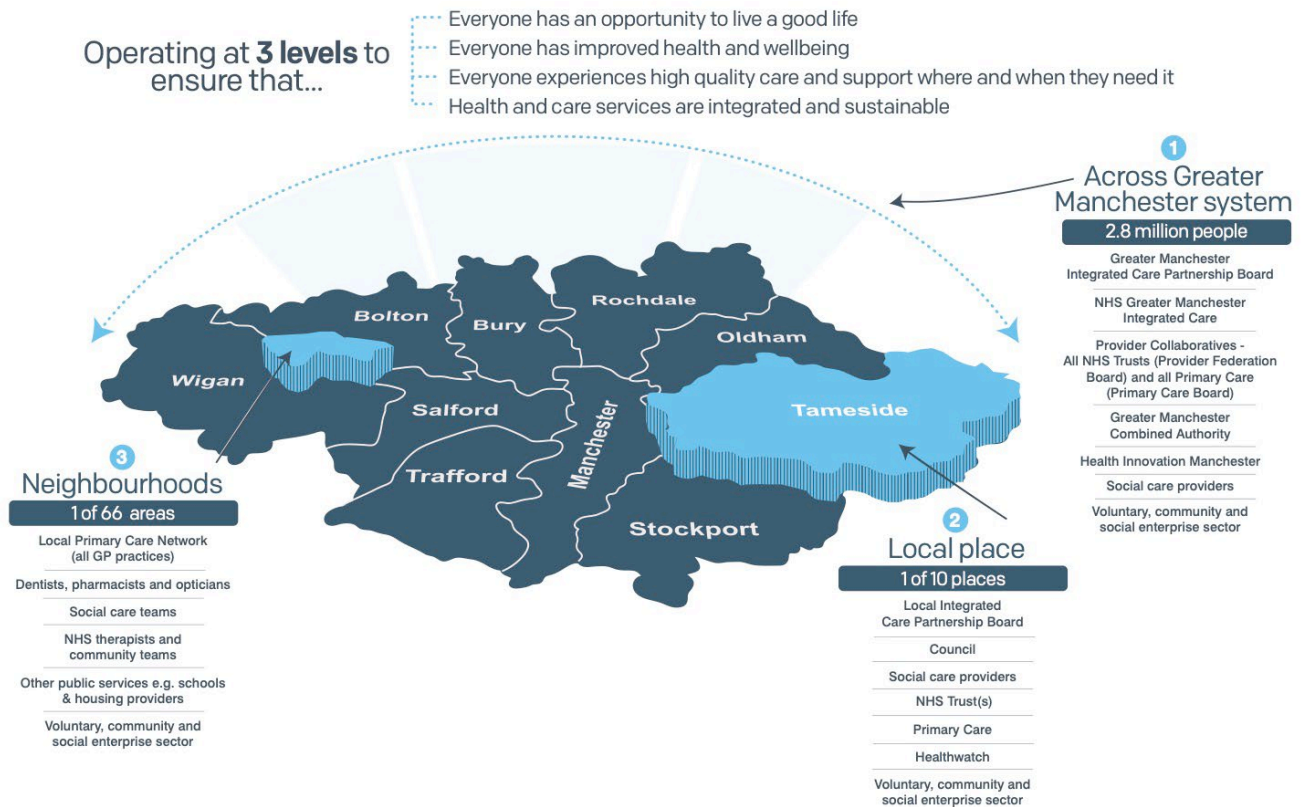 Operating at 3 levels to
ensure that...
Everyone has an opportunity to live a good life
Everyone has improved health and wellbeing
Everyone experiences high quality care and support where and when they need it
Health and care services are integrated and sustainable
1
Across Greater
Manchester system
2.8 million people
Greater Manchester
Integrated Care Partnership Board
NHS Greater Manchester
Integrated Care
Provider Collaboratives -
All NHS Trusts (Provider Federation
Board) and all Primary Care
(Primary Care Board)
Greater Manchester
Combined Authority
Health Innovation Manchester
Social care providers
Voluntary, community and
social enterprise sector
Wigan
Bolton
Bury
Rochdale
Oldham
Salford
Trafford
Manchester
Tameside
Stockport
2
Local place
1 of 10 places
Local Integrated
Care Partnership Board
Council
Social care providers
NHS Trust(s)
Primary Care
Healthwatch
Voluntary, community and
social enterprise sector
3
Neighbourhoods
1 of 66 areas
Local Primary Care Network
(all GP practices)
Dentists, pharmacists and opticians
Social care teams
NHS therapists and
community teams
Other public services e.g. schools
& housing providers
Voluntary, community and
social enterprise sector